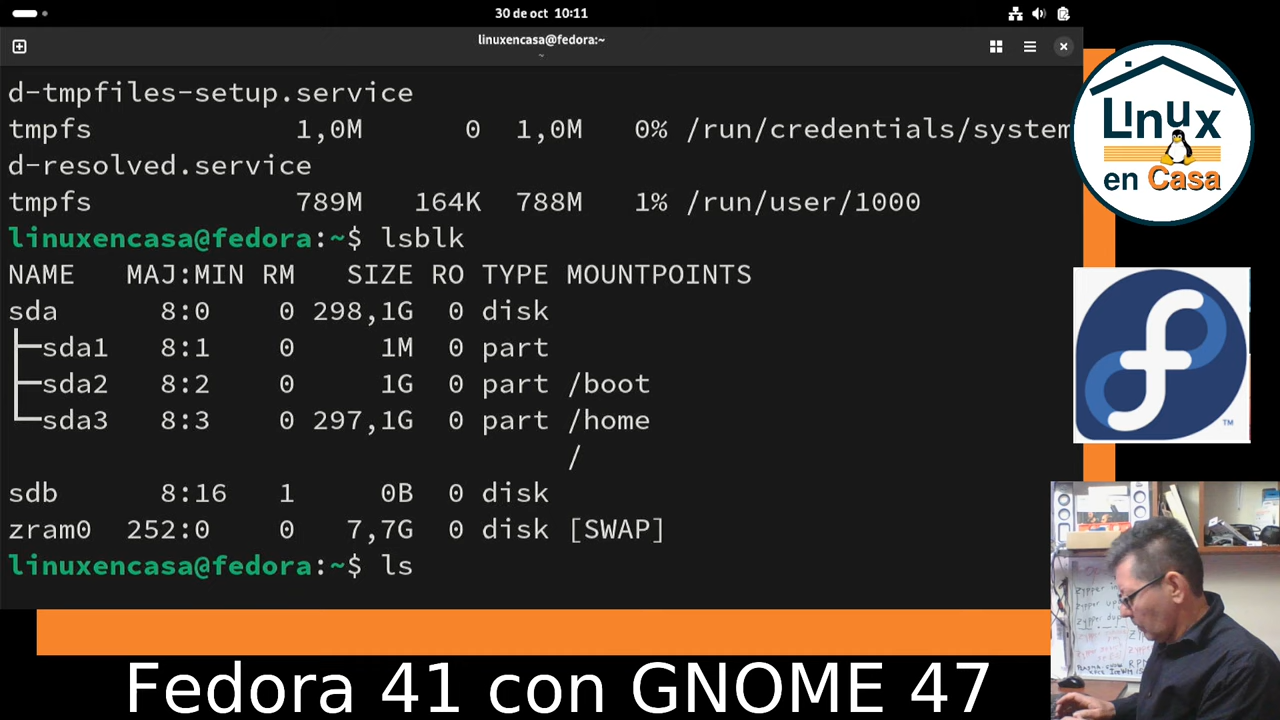 30 de oct 10:11
linuxencasa@fedora:~
~
d-tmpfiles-setup.service
tmpfs 1,0M 0 1,0M 0% /run/credentials/system
d-resolved.service
tmpfs 789M 164K 788M 1% /run/user/1000
linuxencasa@fedora:~$ lsblk
NAME MAJ:MIN RM SIZE RO TYPE MOUNTPOINTS
sda 8:0 0 298,1G 0 disk
├─sda1 8:1 0 1M 0 part
├─sda2 8:2 0 1G 0 part /boot
└─sda3 8:3 0 297,1G 0 part /home
/
sdb 8:16 1 0B 0 disk
zram0 252:0 0 7,7G 0 disk [SWAP]
linuxencasa@fedora:~$ ls
Linux
en Casa
TM
zypper
zypper
zypper
Fedora 41 con GNOME 47